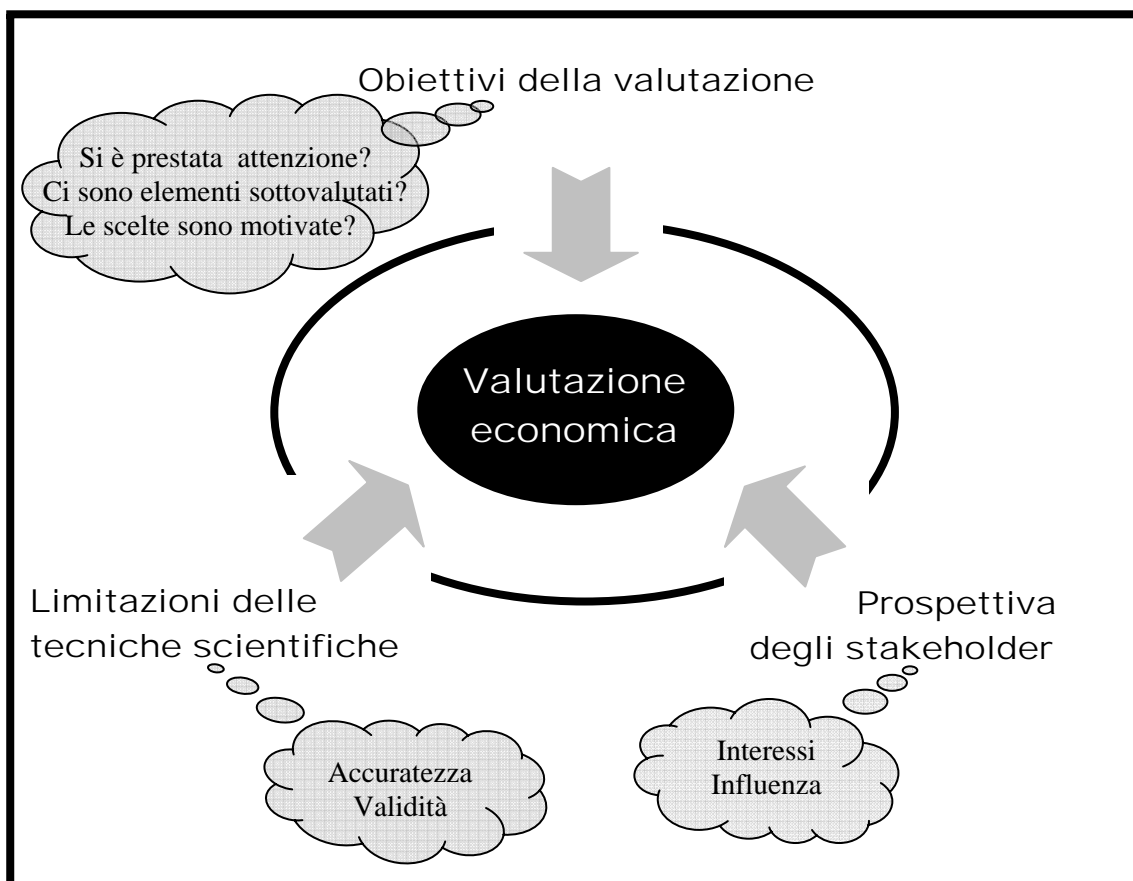 Obiettivi della valutazione
Si è prestata attenzione?
Ci sono elementi sottovalutati?
Le scelte sono motivate?
Valutazione
economica
Limitazioni delle
tecniche scientifiche
Prospettiva
degli stakeholder
Accuratezza
Validità
Interessi
Influenza